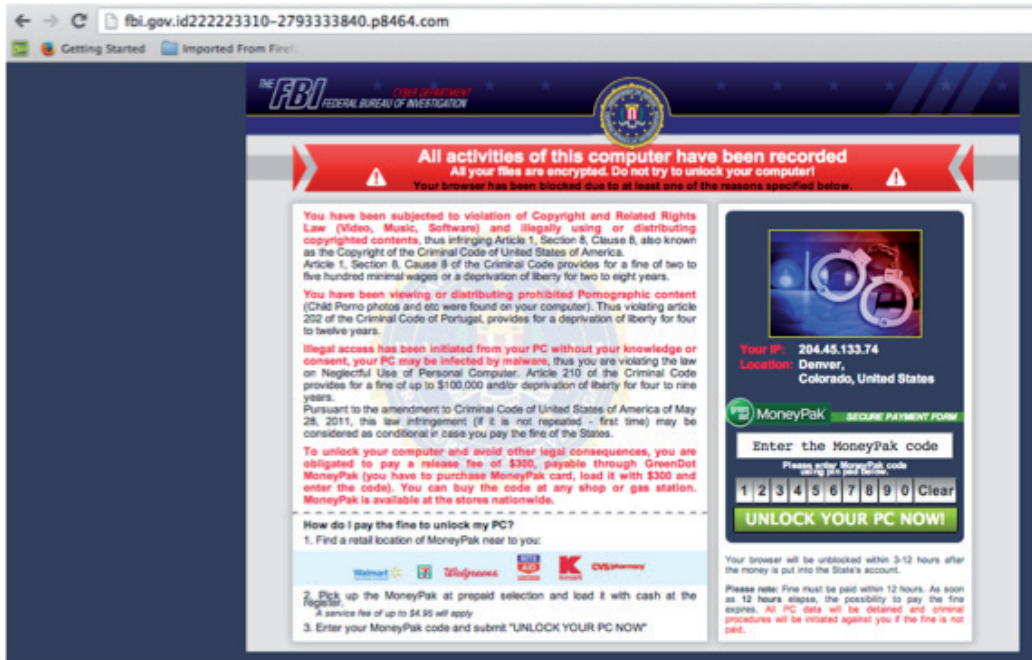 fbi.gov.id222223310-2793333840.p8464.com
Getting Started Imported From Firef
THE FBI CYBER DEPARTMENT
FEDERAL BUREAU OF INVESTIGATION
All activities of this computer have been recorded
All your files are encrypted. Do not try to unlock your computer!
Your browser has been blocked due to at least one of the reasons specified below.
You have been subjected to violation of Copyright and Related Rights
Law (Video, Music, Software) and illegally using or distributing
copyrighted contents, thus infringing Article 1, Section 8, Clause 8, also known
as the Copyright of the Criminal Code of United States of America.
Article 1, Section 8, Cause 8 of the Criminal Code provides for a fine of two to
five hundred minimal wages or a deprivation of liberty for two to eight years.
You have been viewing or distributing prohibited Pornographic content
(Child Porno photos and etc were found on your computer). Thus violating article
202 of the Criminal Code of Portugal, provides for a deprivation of liberty for four
to twelve years.
Illegal access has been initiated from your PC without your knowledge or
consent, your PC may be infected by malware, thus you are violating the law
on Neglectful Use of Personal Computer. Article 210 of the Criminal Code
provides for a fine of up to $100,000 and/or deprivation of liberty for four to nine
years.
Pursuant to the amendment to Criminal Code of United States of America of May
28, 2011, this law infringement (if it is not repeated - first time) may be
considered as conditional in case you pay the fine of the States.
To unlock your computer and avoid other legal consequences, you are
obligated to pay a release fee of $300, payable through GreenDot
MoneyPak (you have to purchase MoneyPak card, load it with $300 and
enter the code). You can buy the code at any shop or gas station.
MoneyPak is available at the stores nationwide.
How do I pay the fine to unlock my PC?
1. Find a retail location of MoneyPak near to you:
Walmart 7 Walgreens RITE AID K kmart CVS/pharmacy
2. Pick up the MoneyPak at prepaid selection and load it with cash at the
register.
A service fee of up to $4.95 will apply
3. Enter your MoneyPak code and submit "UNLOCK YOUR PC NOW"
Your IP: 204.45.133.74
Location: Denver,
Colorado, United States
green dot MoneyPak SECURE PAYMENT FORM
Enter the MoneyPak code
Please enter MoneyPak code
using pin pad below.
1 2 3 4 5 6 7 8 9 0 Clear
UNLOCK YOUR PC NOW!
Your browser will be unblocked within 3-12 hours after
the money is put into the State's account.
Please note: Fine must be paid within 12 hours. As soon
as 12 hours elapse, the possibility to pay the fine
expires. All PC data will be detained and criminal
procedures will be initiated against you if the fine is not
paid.